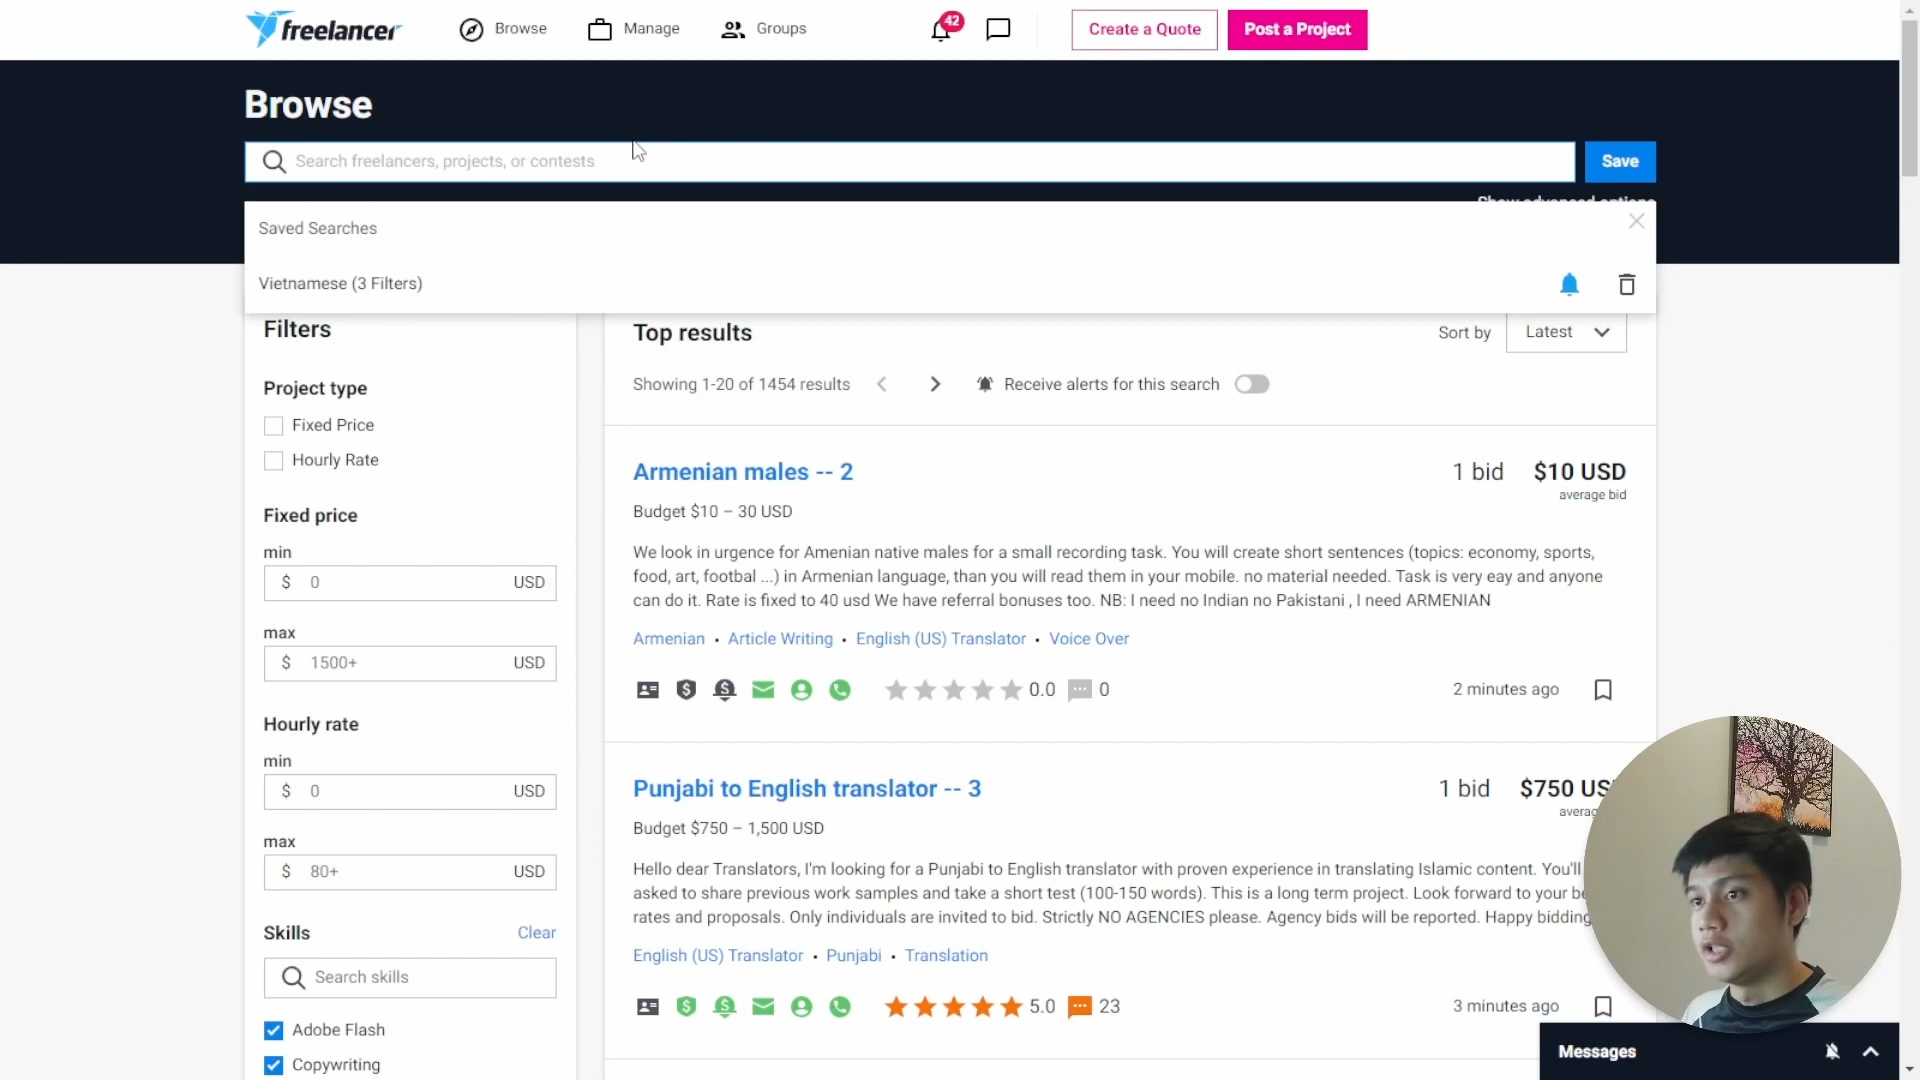 freelancer
Browse
Manage
Groups
42
Create a Quote
Post a Project
Browse
Search freelancers, projects, or contests
Save
Show advanced options
Saved Searches
Vietnamese (3 Filters)
Filters
Project type
Fixed Price
Hourly Rate
Fixed price
min
$ 0 USD
max
$ 1500+ USD
Hourly rate
min
$ 0 USD
max
$ 80+ USD
Skills Clear
Search skills
Adobe Flash
Copywriting
Top results
Sort by Latest
Showing 1-20 of 1454 results
Receive alerts for this search
Armenian males -- 2
1 bid $10 USD
average bid
Budget $10 – 30 USD
We look in urgence for Amenian native males for a small recording task. You will create short sentences (topics: economy, sports,
food, art, footbal ...) in Armenian language, than you will read them in your mobile. no material needed. Task is very eay and anyone
can do it. Rate is fixed to 40 usd We have referral bonuses too. NB: I need no Indian no Pakistani , I need ARMENIAN
Armenian • Article Writing • English (US) Translator • Voice Over
0.0 0
2 minutes ago
Punjabi to English translator -- 3
1 bid $750 US
avera
Budget $750 – 1,500 USD
Hello dear Translators, I'm looking for a Punjabi to English translator with proven experience in translating Islamic content. You'll
asked to share previous work samples and take a short test (100-150 words). This is a long term project. Look forward to your be
rates and proposals. Only individuals are invited to bid. Strictly NO AGENCIES please. Agency bids will be reported. Happy bidding
English (US) Translator • Punjabi • Translation
5.0 23
3 minutes ago
Messages